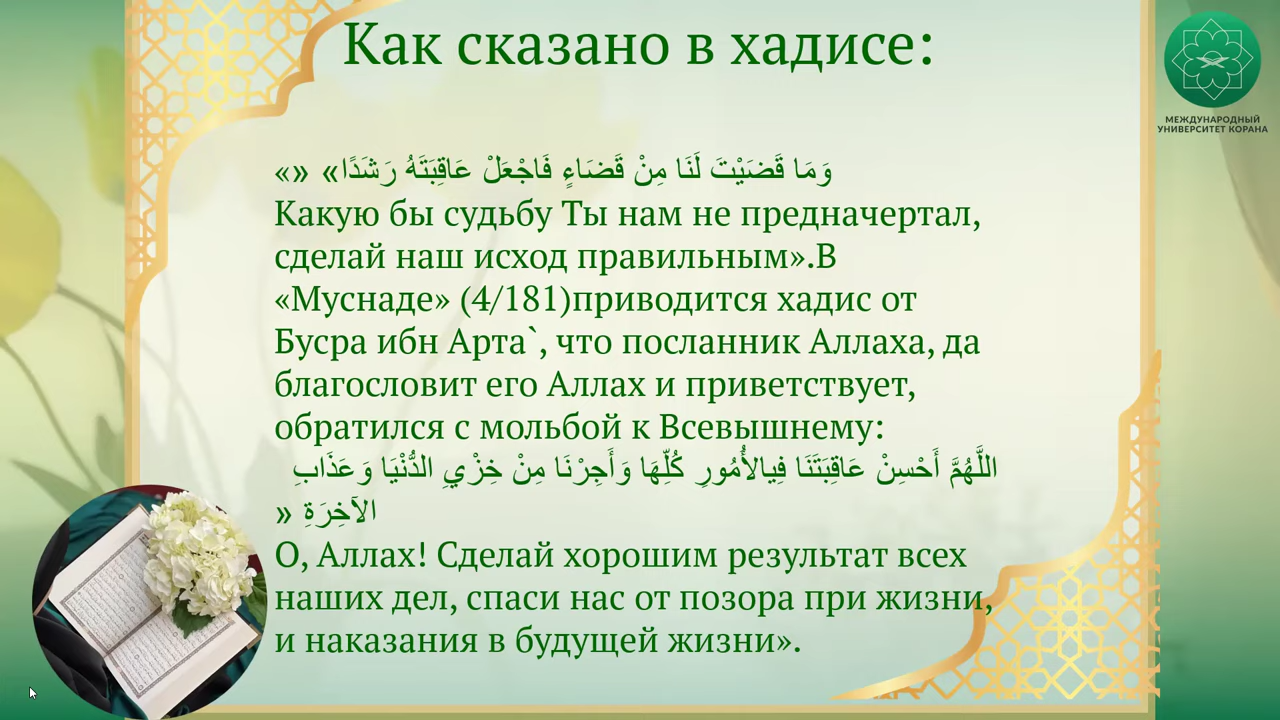 Как сказано в хадисе:
МЕЖДУНАРОДНЫЙ
УНИВЕРСИТЕТ КОРАНА
«» «وَمَا قَضَيْتَ لَنَا مِنْ قَضَاءٍ فَاجْعَلْ عَاقِبَتَهُ رَشَدًا
Какую бы судьбу Ты нам не предначертал,
сделай наш исход правильным».В
«Муснаде» (4/181)приводится хадис от
Бусра ибн Арта`, что посланник Аллаха, да
благословит его Аллах и приветствует,
обратился с мольбой к Всевышнему:
اللَّهُمَّ أَحْسِنْ عَاقِبَتَنَا فِيالأُمُورِ كُلِّهَا وَأَجِرْنَا مِنْ خِزْيِ الدُّنْيَا وَعَذَابِ
الآخِرَةِ »
О, Аллах! Сделай хорошим результат всех
наших дел, спаси нас от позора при жизни,
и наказания в будущей жизни».